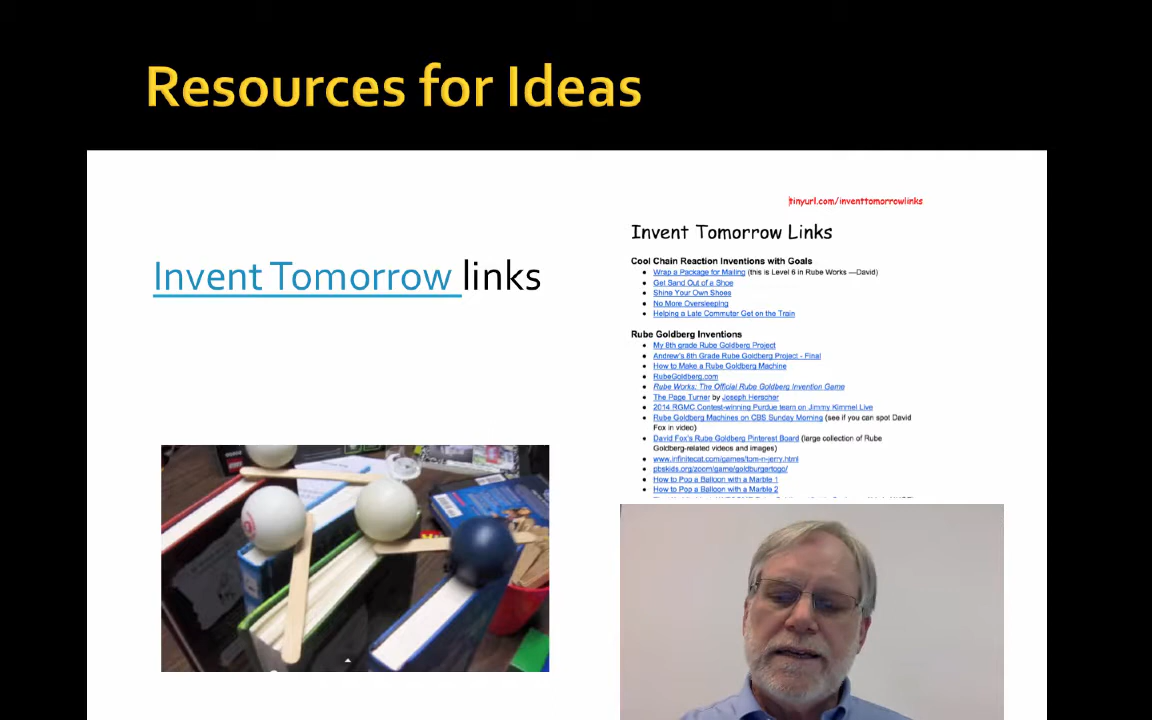 Resources for Ideas
Invent Tomorrow links
tinyurl.com/inventtomorrowlinks
Invent Tomorrow Links
Cool Chain Reaction Inventions with Goals
Wrap a Package for Mailing (this is Level 6 in Rube Works —David)
Get Sand Out of a Shoe
Shine Your Own Shoes
No More Oversleeping
Helping a Late Commuter Get on the Train
Rube Goldberg Inventions
My 8th grade Rube Goldberg Project
Andrew's 8th Grade Rube Goldberg Project - Final
How to Make a Rube Goldberg Machine
RubeGoldberg.com
Rube Works: The Official Rube Goldberg Invention Game
The Page Turner by Joseph Herscher
2014 RGMC Contest-winning Purdue team on Jimmy Kimmel Live
Rube Goldberg Machines on CBS Sunday Morning (see if you can spot David
Fox in video)
David Fox's Rube Goldberg Pinterest Board (large collection of Rube
Goldberg-related videos and images)
www.infinitecat.com/games/tom-n-jerry.html
pbskids.org/zoom/game/goldburgertogo/
How to Pop a Balloon with a Marble 1
How to Pop a Balloon with a Marble 2